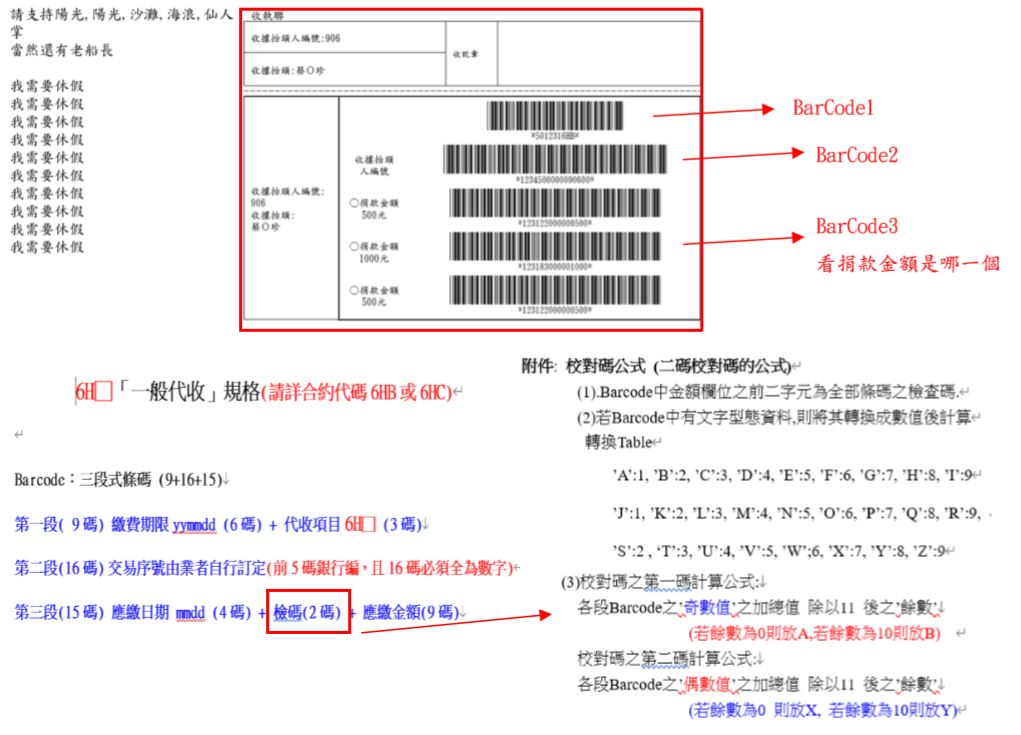 請支持陽光,陽光,沙灘,海浪,仙人
掌
當然還有老船長
我需要休假
我需要休假
我需要休假
我需要休假
我需要休假
我需要休假
我需要休假
我需要休假
我需要休假
我需要休假
收執聯
收據抬頭人編號:906
收訖章
收據抬頭:蔡O珍
收據抬頭人編號:
906
收據抬頭:
蔡O珍
*5012316HB*
收據抬頭
人編號
*1234500000090600*
○捐款金額
500元
*123122000000500*
○捐款金額
1000元
*123183000001000*
○捐款金額
500元
*123122000000500*
BarCode1
BarCode2
BarCode3
看捐款金額是哪一個
6H□「一般代收」規格(請詳合約代碼 6HB 或 6HC)
Barcode：三段式條碼 (9+16+15)
第一段( 9碼) 繳費期限 yymmdd (6碼) + 代收項目 6H□ (3碼)
第二段(16碼) 交易序號由業者自行訂定(前5碼銀行編，且16碼必須全為數字)
第三段(15碼) 應繳日期 mmdd (4碼) + 檢碼(2碼) + 應繳金額(9碼)
附件: 校對碼公式 (二碼校對碼的公式)
(1).Barcode中金額欄位之前二字元為全部條碼之檢查碼.
(2)若Barcode中有文字型態資料,則將其轉換成數值後計算
轉換Table
'A':1, 'B':2, 'C':3, 'D':4, 'E':5, 'F':6, 'G':7, 'H':8, 'I':9
'J':1, 'K':2, 'L':3, 'M':4, 'N':5, 'O':6, 'P':7, 'Q':8, 'R':9,
'S':2 , 'T':3, 'U':4, 'V':5, 'W';6, 'X':7, 'Y':8, 'Z':9
(3)校對碼之第一碼計算公式:
各段Barcode之'奇數值'之加總值 除以11 後之'餘數'
(若餘數為0則放A,若餘數為10則放B)
校對碼之第二碼計算公式:
各段Barcode之'偶數值'之加總值 除以11 後之'餘數'
(若餘數為0 則放X, 若餘數為10則放Y)